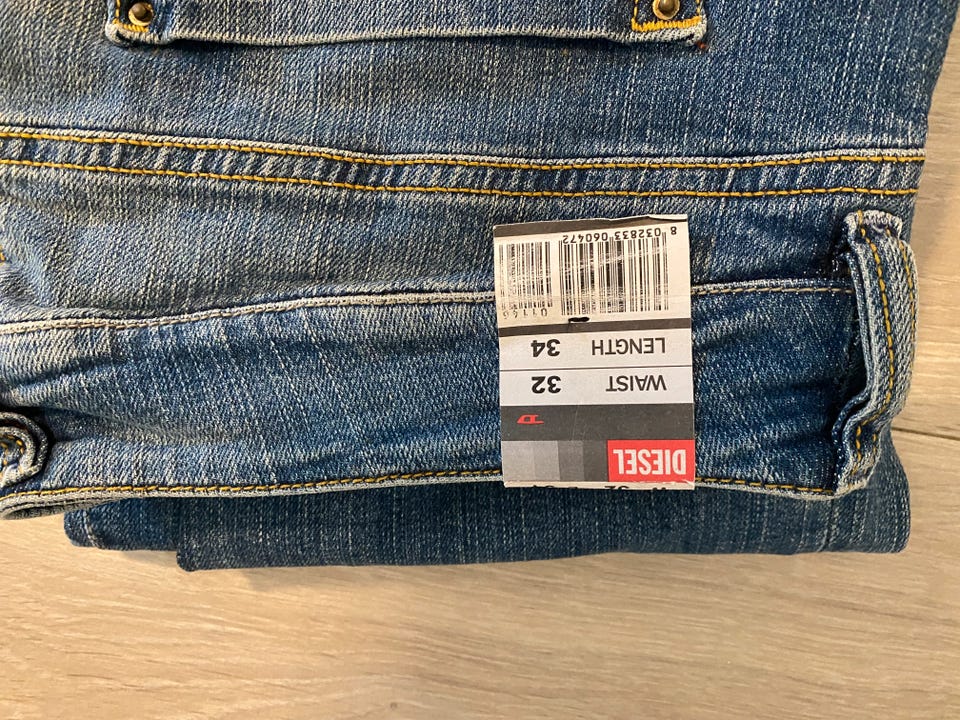 DIESEL
WAIST 32
LENGTH 34
8 032833 060472